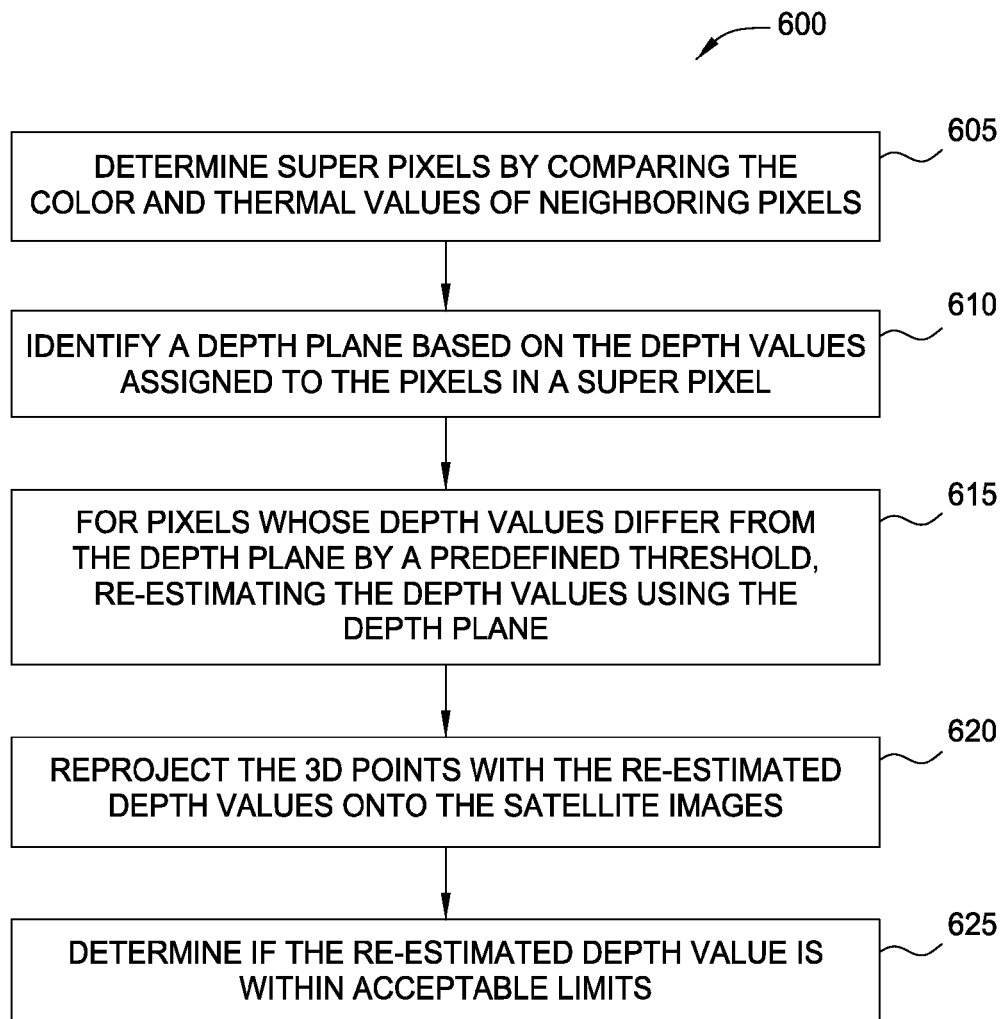 600
605
DETERMINE SUPER PIXELS BY COMPARING THE
COLOR AND THERMAL VALUES OF NEIGHBORING PIXELS
610
IDENTIFY A DEPTH PLANE BASED ON THE DEPTH VALUES
ASSIGNED TO THE PIXELS IN A SUPER PIXEL
615
FOR PIXELS WHOSE DEPTH VALUES DIFFER FROM
THE DEPTH PLANE BY A PREDEFINED THRESHOLD,
RE-ESTIMATING THE DEPTH VALUES USING THE
DEPTH PLANE
620
REPROJECT THE 3D POINTS WITH THE RE-ESTIMATED
DEPTH VALUES ONTO THE SATELLITE IMAGES
625
DETERMINE IF THE RE-ESTIMATED DEPTH VALUE IS
WITHIN ACCEPTABLE LIMITS